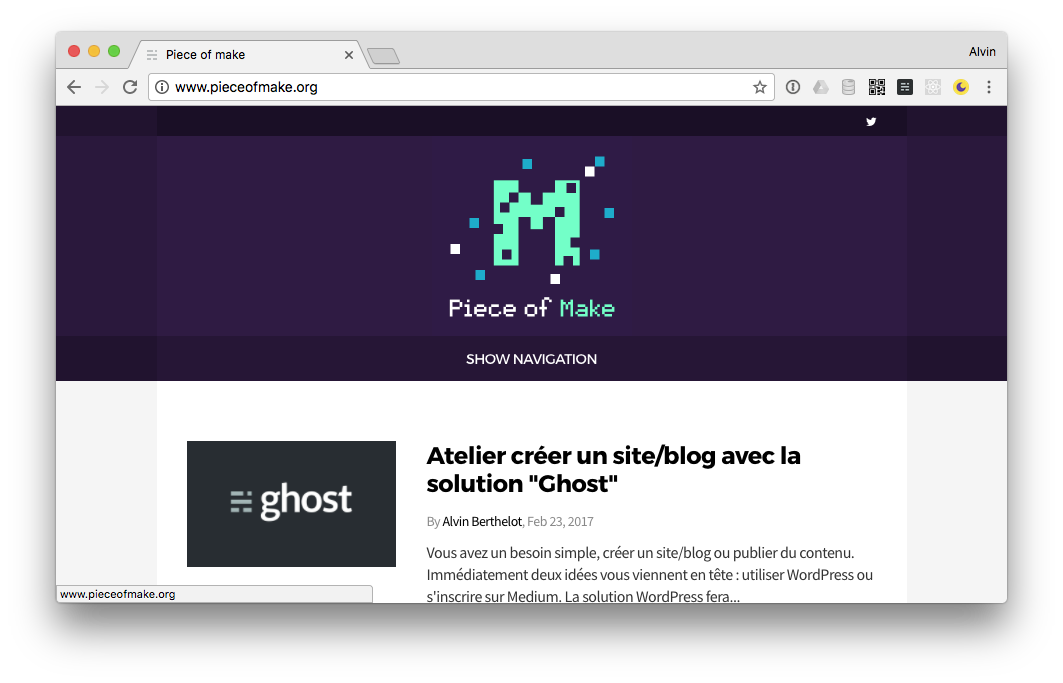 Piece of make
Alvin
www.pieceofmake.org
M
Piece of Make
SHOW NAVIGATION
ghost
Atelier créer un site/blog avec la
solution "Ghost"
By Alvin Berthelot, Feb 23, 2017
Vous avez un besoin simple, créer un site/blog ou publier du contenu.
Immédiatement deux idées vous viennent en tête : utiliser WordPress ou
s'inscrire sur Medium. La solution WordPress fera...
www.pieceofmake.org